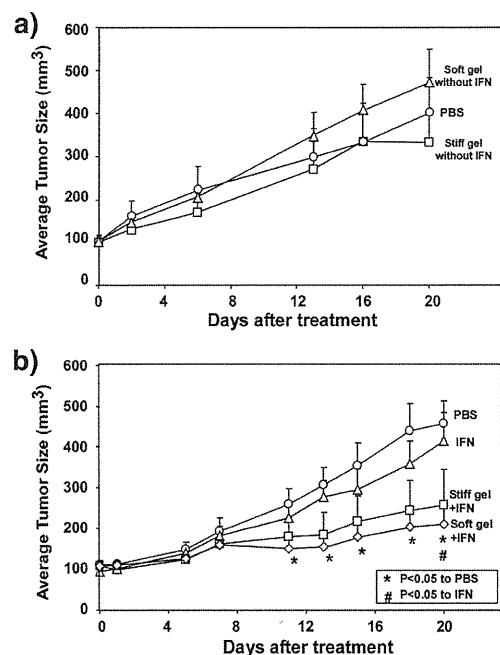 a)
Average Tumor Size (mm³)
600
500
400
300
200
100
0
0 4 8 12 16 20
Days after treatment
Soft gel
without IFN
PBS
Stiff gel
without IFN
b)
Average Tumor Size (mm³)
600
500
400
300
200
100
0
0 4 8 12 16 20
Days after treatment
PBS
IFN
Stiff gel
+IFN
Soft gel
+IFN
* * * * *
#
* P<0.05 to PBS
# P<0.05 to IFN